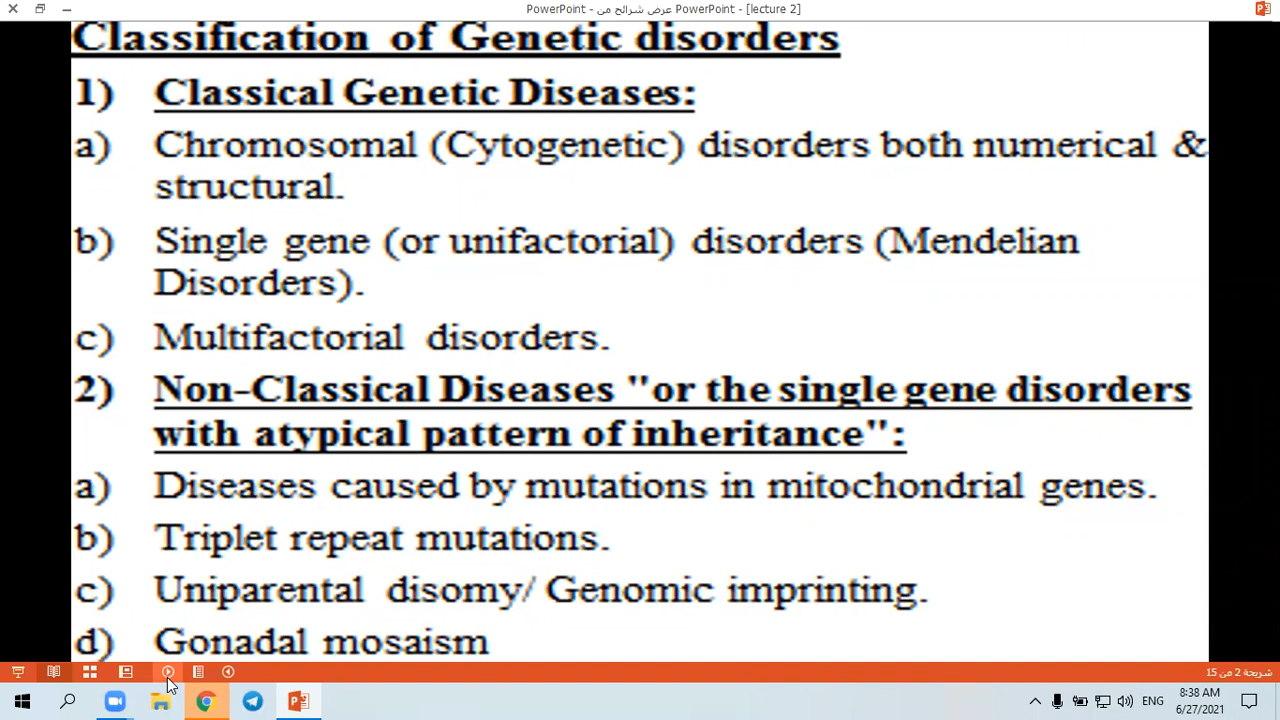 PowerPoint عرض شرائح من - PowerPoint - [lecture 2]
Classification of Genetic disorders
1) Classical Genetic Diseases:
a) Chromosomal (Cytogenetic) disorders both numerical &
structural.
b) Single gene (or unifactorial) disorders (Mendelian
Disorders).
c) Multifactorial disorders.
2) Non-Classical Diseases "or the single gene disorders
with atypical pattern of inheritance":
a) Diseases caused by mutations in mitochondrial genes.
b) Triplet repeat mutations.
c) Uniparental disomy/ Genomic imprinting.
d) Gonadal mosaism
شريحة 2 من 15
ENG
8:38 AM
6/27/2021